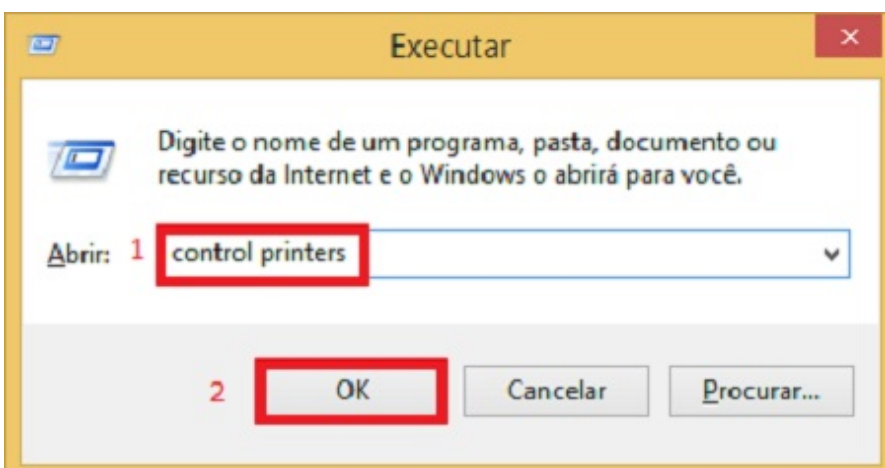 Executar
Digite o nome de um programa, pasta, documento ou
recurso da Internet e o Windows o abrirá para você.
Abrir: 1 control printers
2 OK Cancelar Procurar...